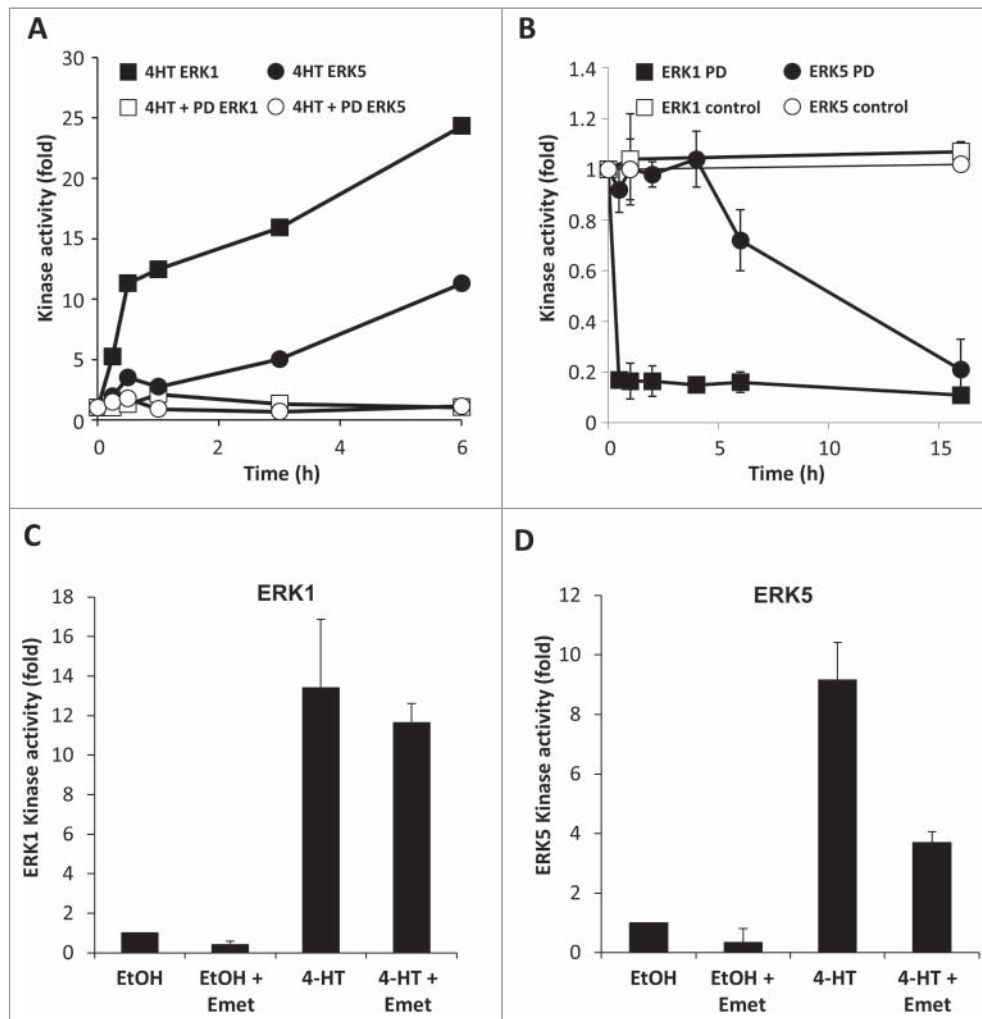 A
4HT ERK1
4HT ERK5
4HT + PD ERK1
4HT + PD ERK5
Kinase activity (fold)
30
25
20
15
10
5
0
0
2
4
6
Time (h)
B
ERK1 PD
ERK5 PD
ERK1 control
ERK5 control
Kinase activity (fold)
1.4
1.2
1.0
0.8
0.6
0.4
0.2
0
0
5
10
15
Time (h)
C
ERK1
ERK1 Kinase activity (fold)
18
16
14
12
10
8
6
4
2
0
EtOH
EtOH +
Emet
4-HT
4-HT +
Emet
D
ERK5
ERK5 Kinase activity (fold)
12
10
8
6
4
2
0
EtOH
EtOH +
Emet
4-HT
4-HT +
Emet